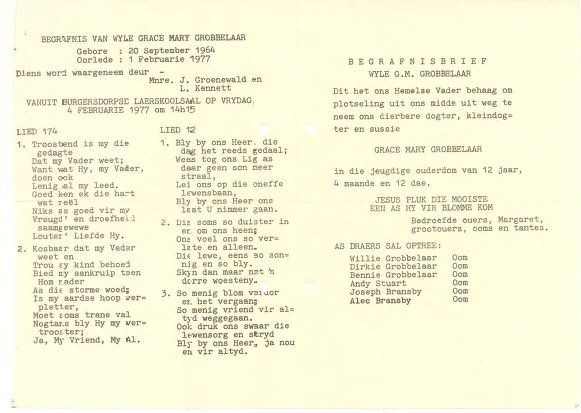 BEGRAFNIS VAN WYLE GRACE MARY GROBBELAAR
Gebore : 20 September 1964
Oorlede : 1 Februarie 1977
Diens word waargeneem deur -
Mnre. J. Groenewald en
L. Kennett
VANUIT BURGERSDORPSE LAERSKOOLSAAL OP VRYDAG,
4 FEBRUARIE 1977 om 14h15
LIED 174
1. Troostend is my die
gedagte
Dat my Vader weet;
Want wat Hy, my Vader,
doen ook
Lenig al my leed.
Goed ken ek die hart
wat reël
Niks as goed vir my
Vreugd' en droefheid
saamgewewe
Louter' Liefde Hy.
2. Kosbaar dat my Vader
weet en
Trou sy kind behoed
Bied my aankruip tzen
Hom nader
As die storme woed;
Is my aardse hoop ver=
pletter,
Moet soms trane val
Nogtans bly Hy my ver=
trooster;
Ja, My Vriend, My Al.
LIED 12
1. Bly by ons Heer, die
dag het reeds gedaal;
Wees tog ons Lig as
daar geen son meer
straal,
Lei ons op die oneffe
lewensbaan,
Bly by ons Heer ons
laat U nimmer gaan.
2. Die soms so duister in
en om ons heen;
Ons voel ons so ver=
late en alleen.
Die lewe, eens so son=
nig en so bly.
Skyn dan maar net 'n
dorre woesteny.
3. So menig blom verdor
en het vergaan;
So menig vriend vir al=
tyd weggegaan.
Ook druk ons swaar die
lewensorg en stryd
Bly by ons Heer, ja nou
en vir altyd.
BEGRAFNISBRIEF
WYLE G.M. GROBBELAAR
Dit het ons Hemelse Vader behaag om
plotseling uit ons midde uit weg te
neem ons dierbare dogter, kleindog=
ter en sussie
GRACE MARY GROBBELAAR
in die jeugdige ouderdom van 12 jaar,
4 maande en 12 dae.
JESUS PLUK DIE MOOISTE
EEN AS HY VIR BLOMME KOM
Bedroefde ouers, Margaret,
grootouers, ooms en tantes.
AS DRAERS SAL OPTREE:
Willie Grobbelaar Oom
Dirkie Grobbelaar Oom
Bennie Grobbelaar Oom
Andy Stuart Oom
Joseph Bransby Oom
Alec Bransby Oom